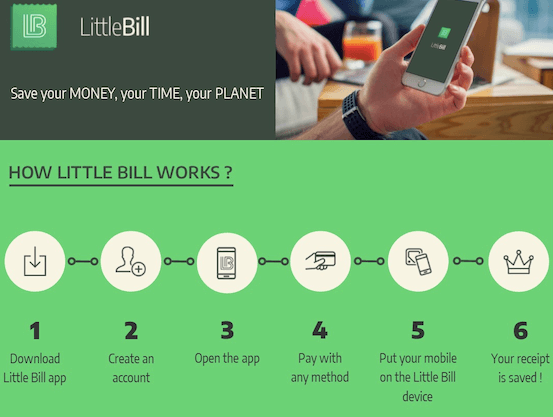 LB
LittleBill
LittleBill
Save your MONEY, your TIME, your PLANET
HOW LITTLE BILL WORKS ?
LB
1
Download
Little Bill app
2
Create an
account
3
Open the app
4
Pay with
any method
5
Put your mobile
on the Little Bill
device
6
Your receipt
is saved !